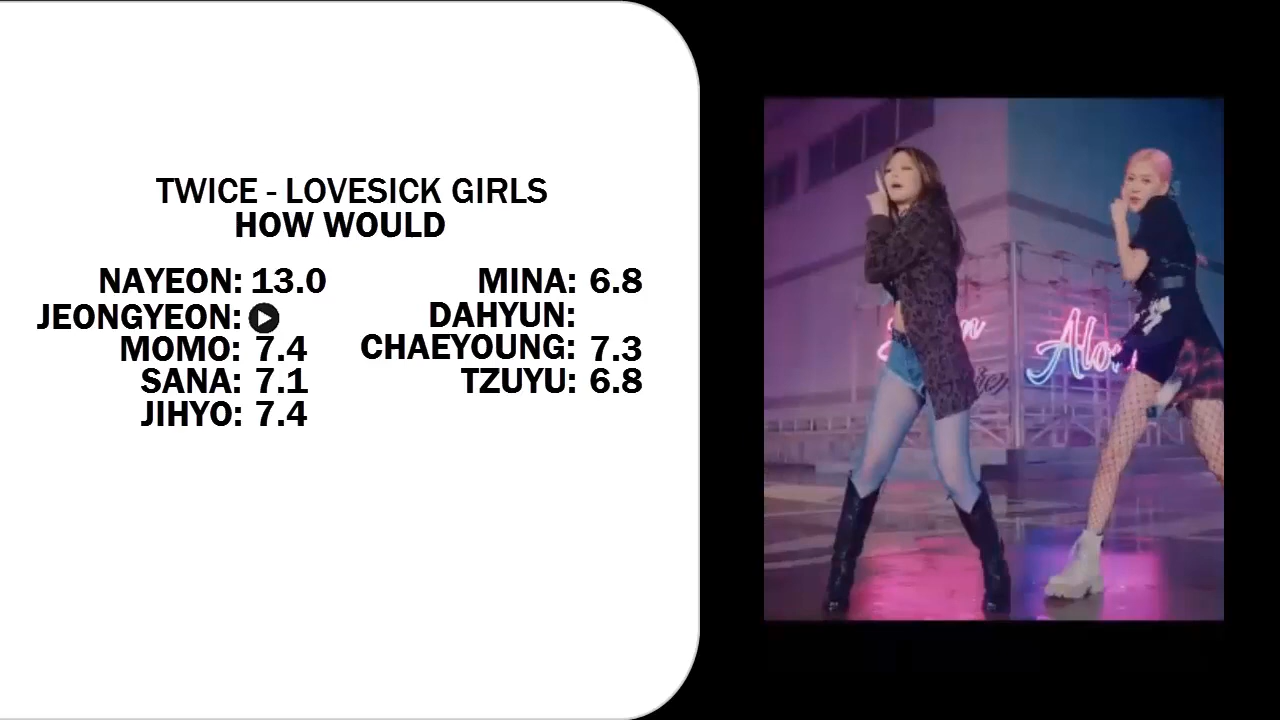 TWICE - LOVESICK GIRLS
HOW WOULD
NAYEON: 13.0
JEONGYEON:
MOMO: 7.4
SANA: 7.1
JIHYO: 7.4
MINA: 6.8
DAHYUN:
CHAEYOUNG: 7.3
TZUYU: 6.8